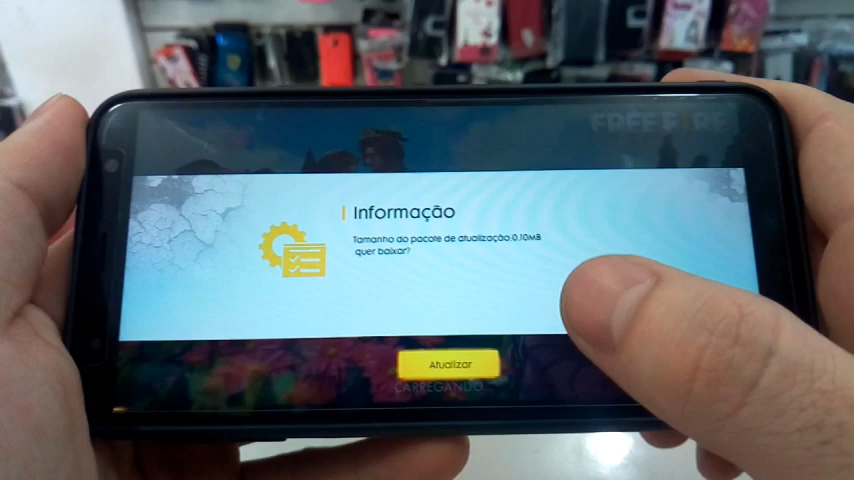 FREE FIRE
Informação
Tamanho do pacote de atualização:0.10MB
quer baixar?
Atualizar
CARREGANDO...